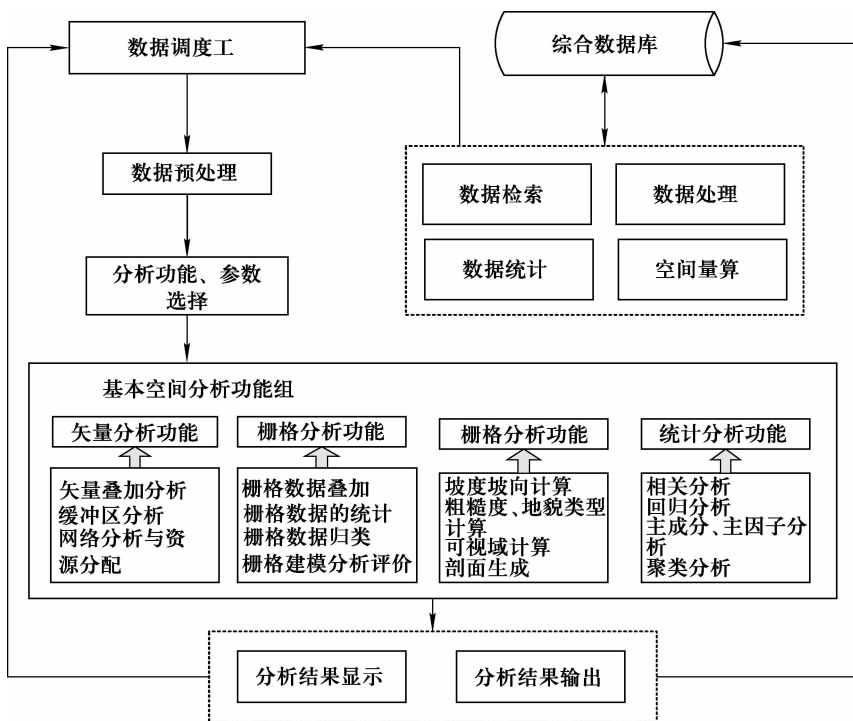 数据调度工
综合数据库
数据预处理
数据检索
数据处理
数据统计
空间量算
分析功能、参数
选择
基本空间分析功能组
矢量分析功能
矢量叠加分析
缓冲区分析
网络分析与资
源分配
栅格分析功能
栅格数据叠加
栅格数据的统计
栅格数据归类
栅格建模分析评价
栅格分析功能
坡度坡向计算
粗糙度、地貌类型
计算
可视域计算
剖面生成
统计分析功能
相关分析
回归分析
主成分、主因子分
析
聚类分析
分析结果显示
分析结果输出